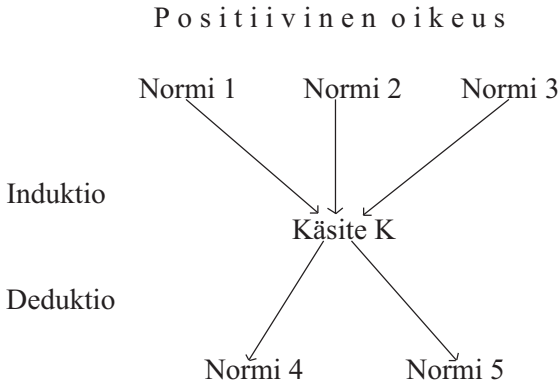 Positiivinen oikeus
Normi 1 Normi 2 Normi 3
Induktio
Käsite K
Deduktio
Normi 4 Normi 5